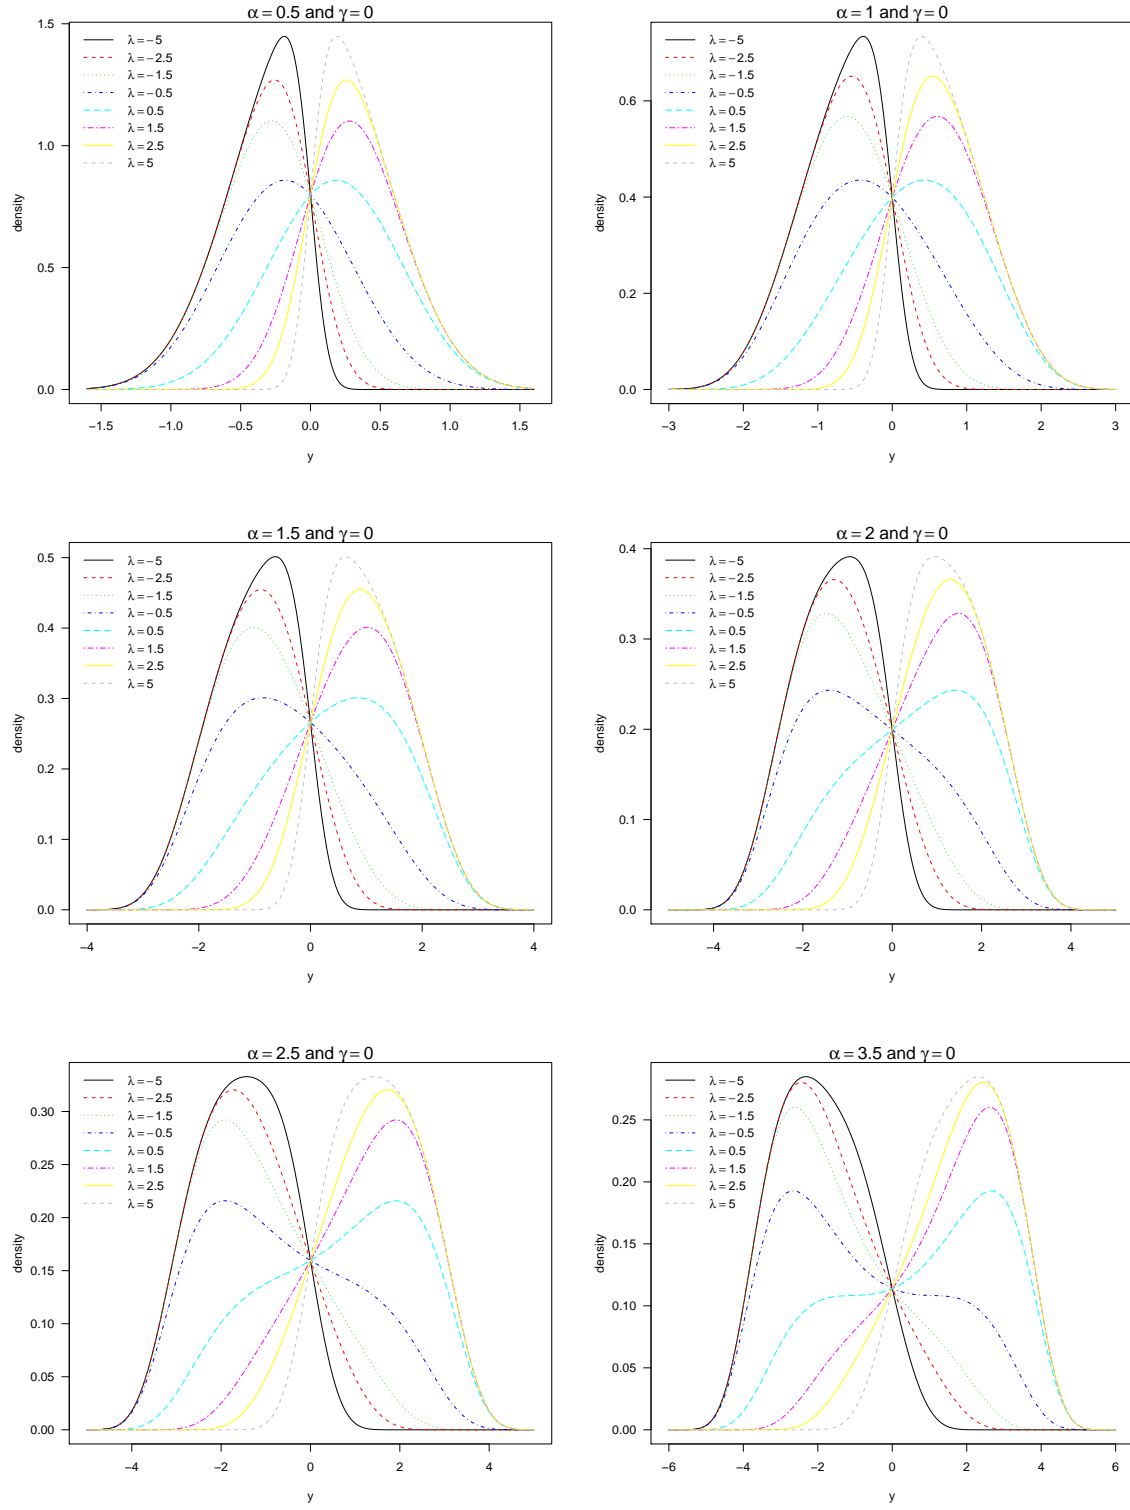 α = 0.5 and γ = 0
1.5
1.0
0.5
0.0
density
λ = −5
λ = −2.5
λ = −1.5
λ = −0.5
λ = 0.5
λ = 1.5
λ = 2.5
λ = 5
−1.5 −1.0 −0.5 0.0 0.5 1.0 1.5
y
α = 1 and γ = 0
0.6
0.4
0.2
0.0
density
λ = −5
λ = −2.5
λ = −1.5
λ = −0.5
λ = 0.5
λ = 1.5
λ = 2.5
λ = 5
−3 −2 −1 0 1 2 3
y
α = 1.5 and γ = 0
0.5
0.4
0.3
0.2
0.1
0.0
density
λ = −5
λ = −2.5
λ = −1.5
λ = −0.5
λ = 0.5
λ = 1.5
λ = 2.5
λ = 5
−4 −2 0 2 4
y
α = 2 and γ = 0
0.4
0.3
0.2
0.1
0.0
density
λ = −5
λ = −2.5
λ = −1.5
λ = −0.5
λ = 0.5
λ = 1.5
λ = 2.5
λ = 5
−4 −2 0 2 4
y
α = 2.5 and γ = 0
0.30
0.25
0.20
0.15
0.10
0.05
0.00
density
λ = −5
λ = −2.5
λ = −1.5
λ = −0.5
λ = 0.5
λ = 1.5
λ = 2.5
λ = 5
−4 −2 0 2 4
y
α = 3.5 and γ = 0
0.25
0.20
0.15
0.10
0.05
0.00
density
λ = −5
λ = −2.5
λ = −1.5
λ = −0.5
λ = 0.5
λ = 1.5
λ = 2.5
λ = 5
−6 −4 −2 0 2 4 6
y